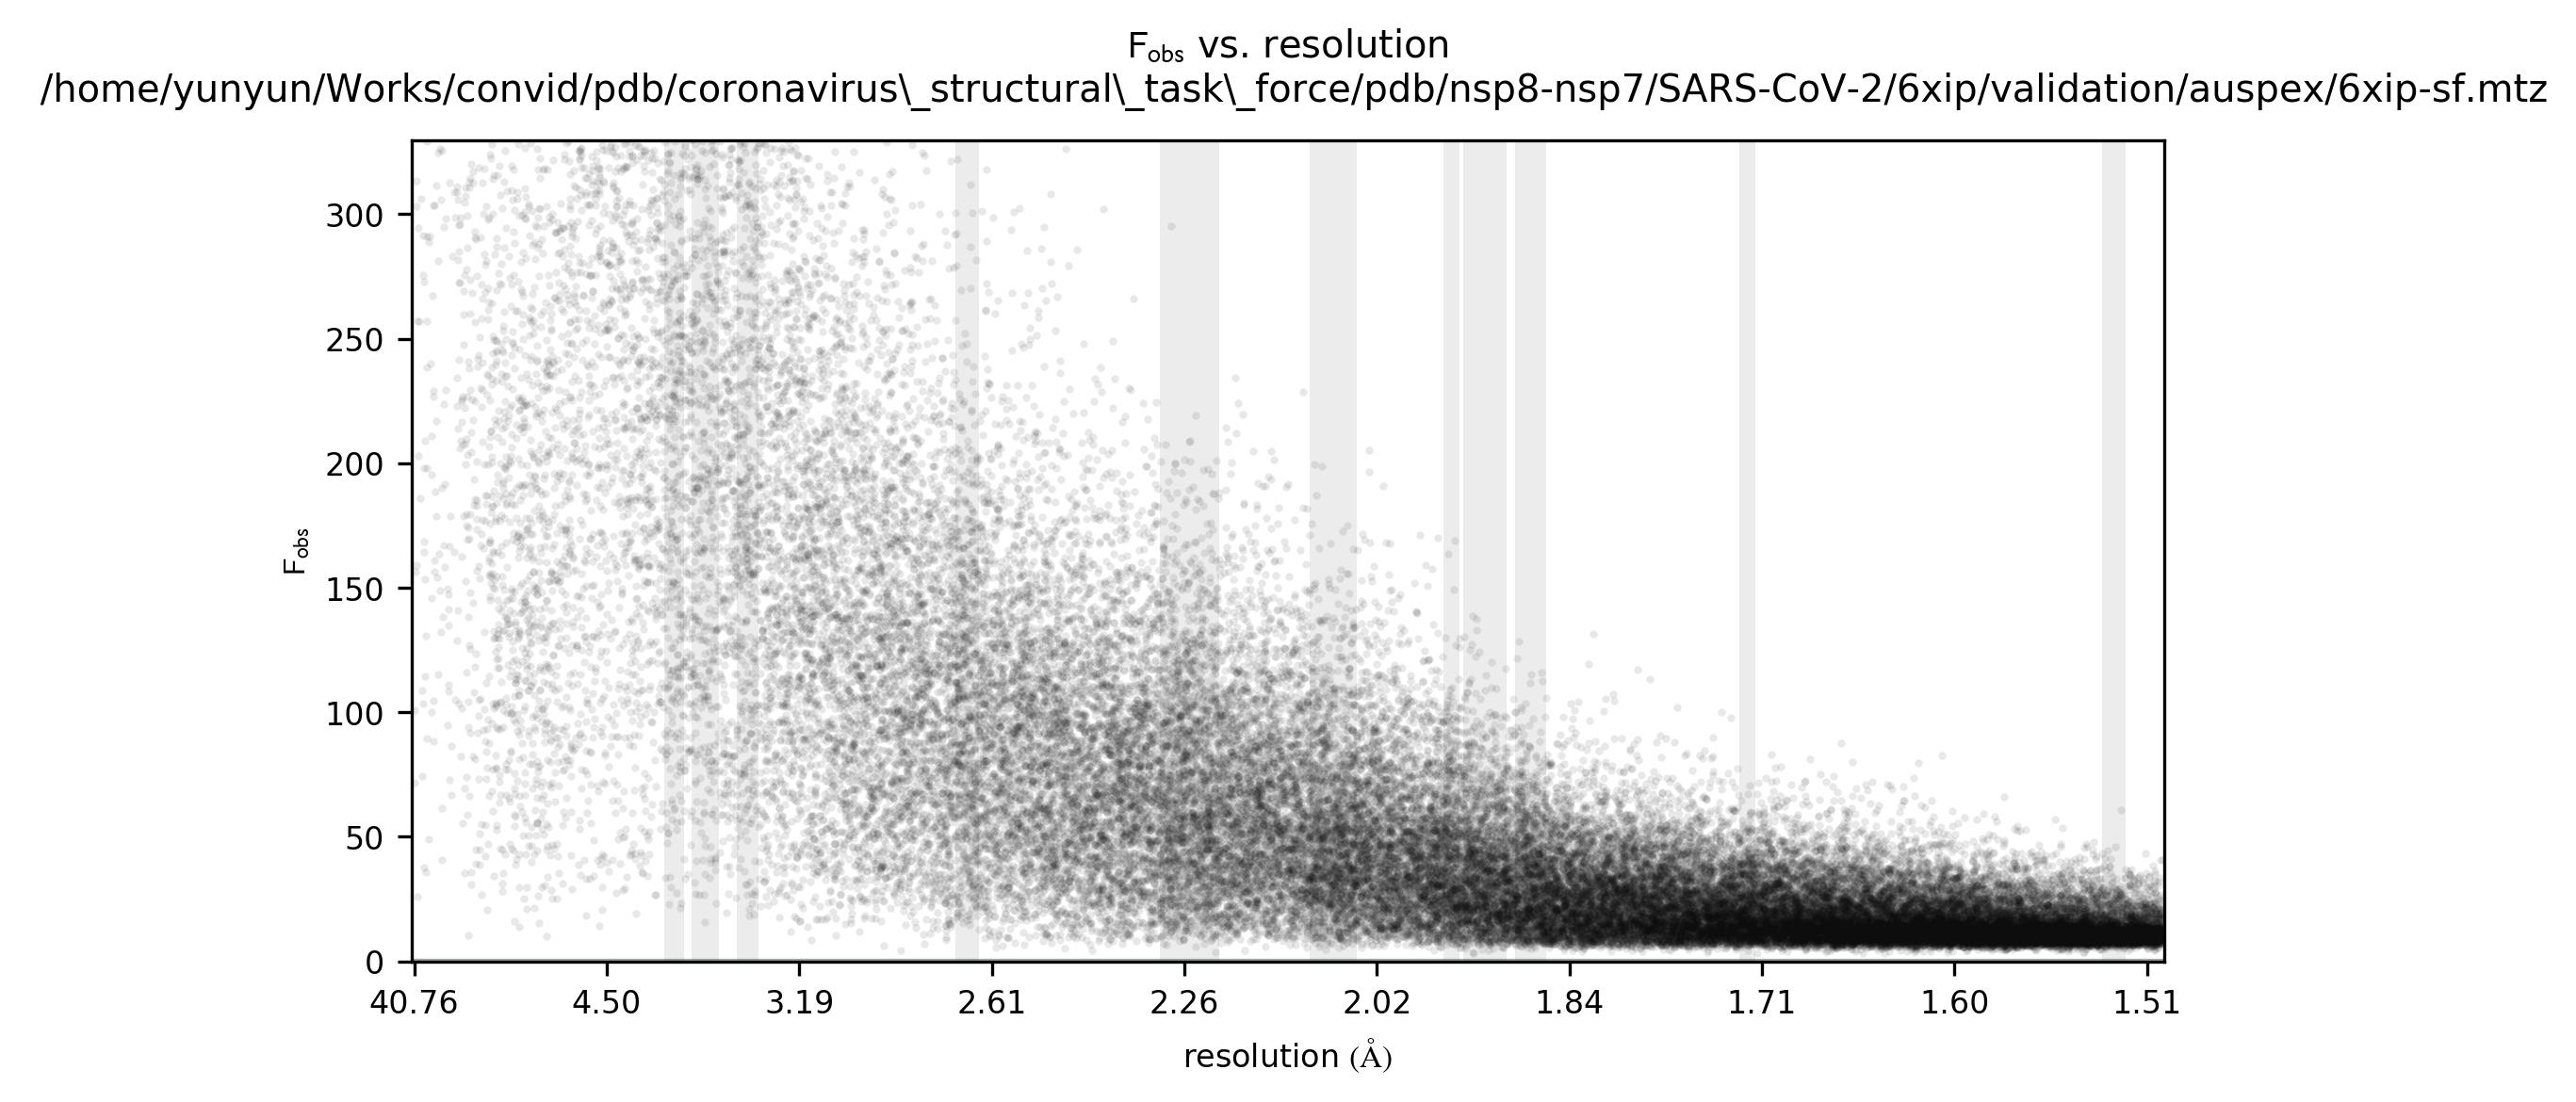 F_obs vs. resolution
/home/yunyun/Works/convid/pdb/coronavirus\_structural\_task\_force/pdb/nsp8-nsp7/SARS-CoV-2/6xip/validation/auspex/6xip-sf.mtz
300
250
200
150
100
50
0
F_obs
40.76 4.50 3.19 2.61 2.26 2.02 1.84 1.71 1.60 1.51
resolution (Å)